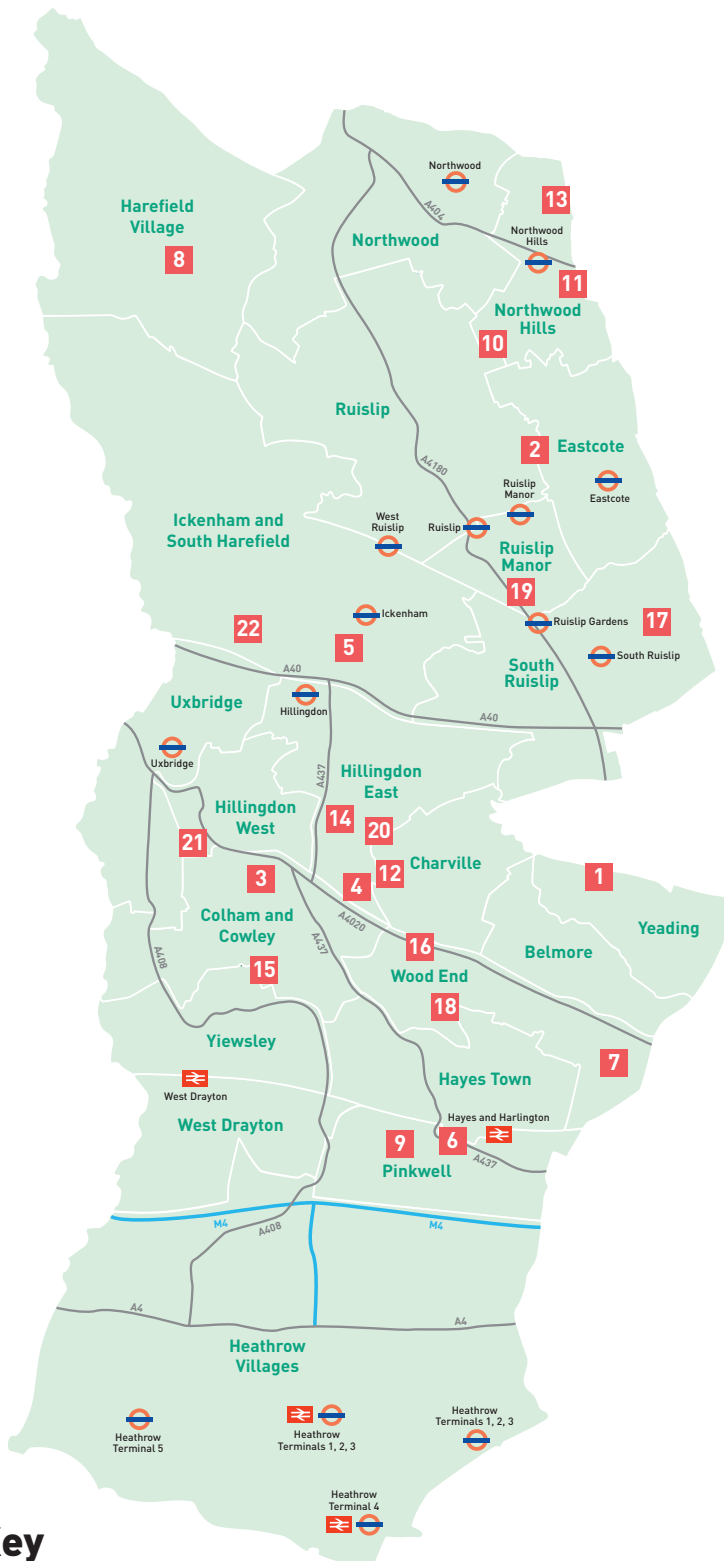 Northwood
13
Harefield
Village
A404
Northwood
Hills
Northwood
8
11
Northwood
Hills
10
Ruislip
2
Eastcote
A4180
Ruislip
Manor
Eastcote
West
Ruislip
Ruislip
Ickenham and
South Harefield
Ruislip
Manor
19
Ickenham
22
17
Ruislip Gardens
5
South Ruislip
South
Ruislip
A40
Uxbridge
Hillingdon
A40
Uxbridge
A437
Hillingdon
East
Hillingdon
West
14
20
21
Charville
12
3
4
1
Colham and
Cowley
A4020
Yeading
A437
16
Belmore
A408
15
Wood End
18
Yiewsley
7
Hayes Town
West Drayton
Hayes and Harlington
West Drayton
9
6
A437
Pinkwell
M4
A408
M4
A4
A4
Heathrow
Villages
Heathrow
Terminal 5
Heathrow
Terminals 1, 2, 3
Heathrow
Terminals 1, 2, 3
Heathrow
Terminal 4
ey